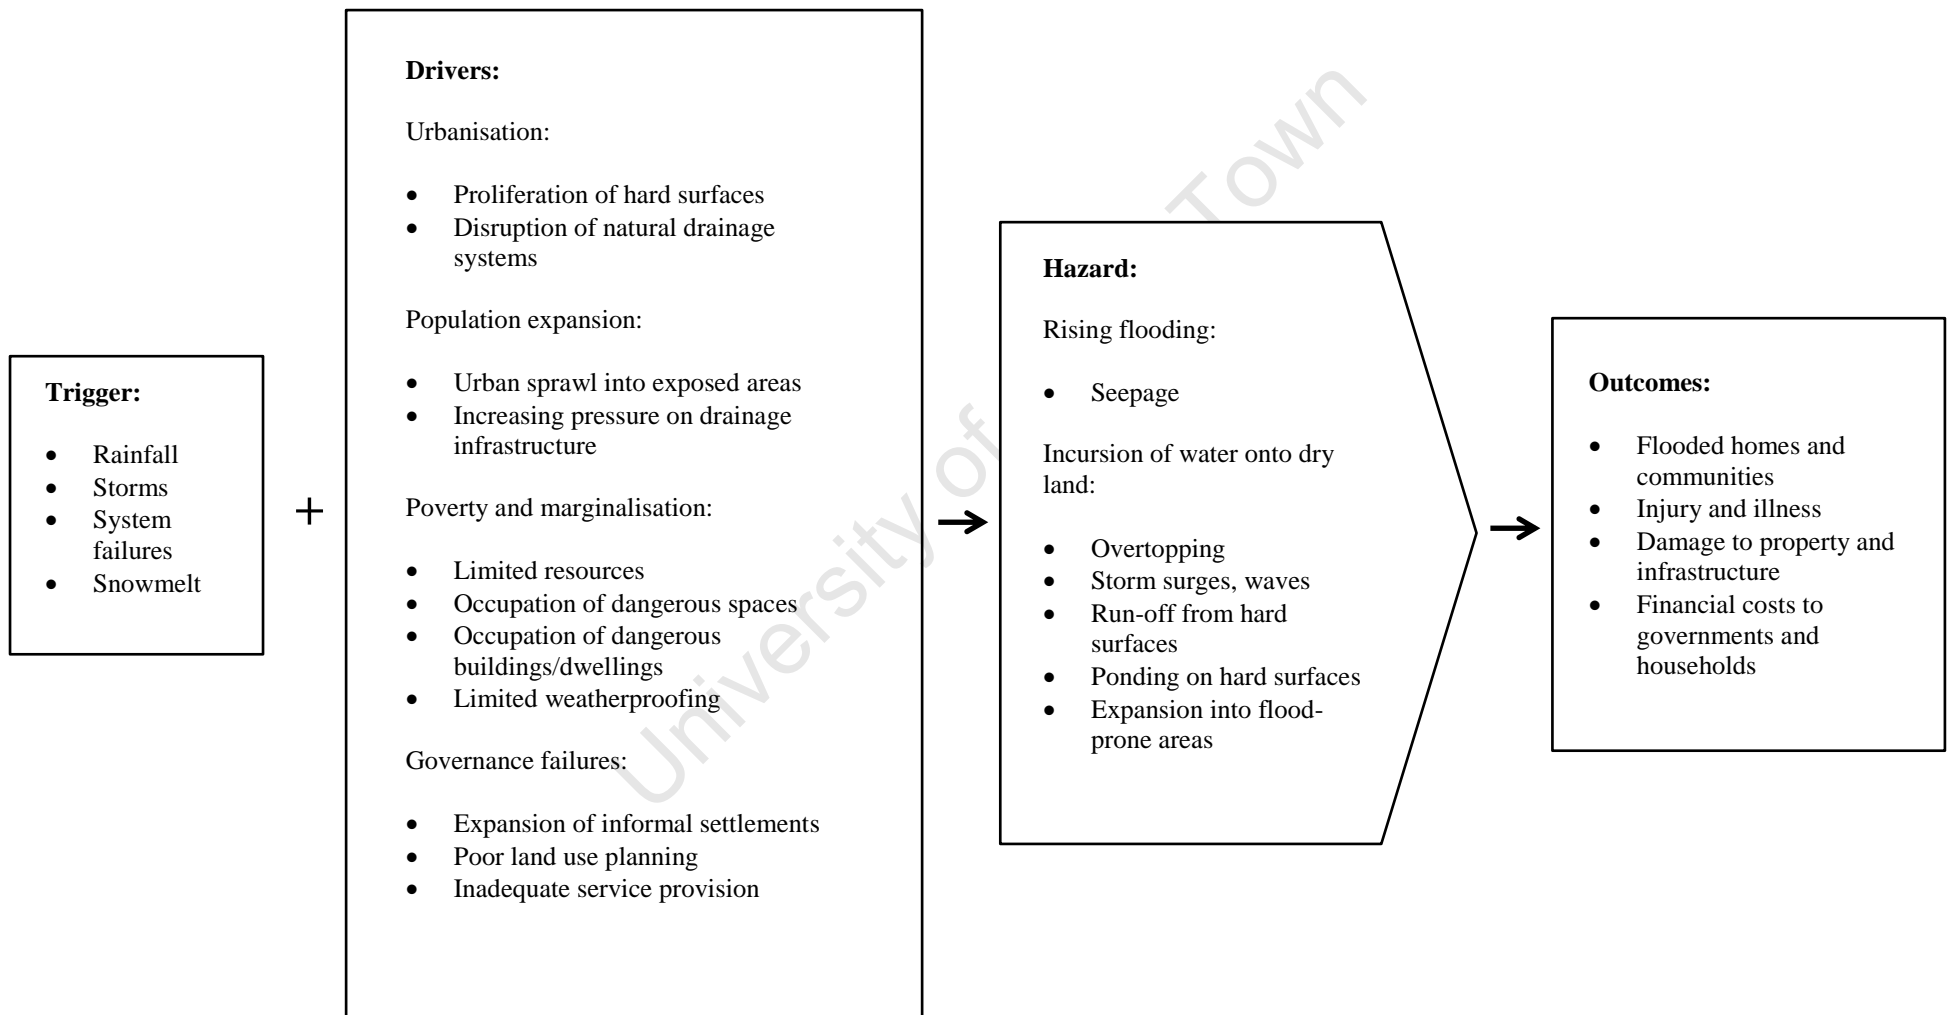 Trigger:
• Rainfall
• Storms
• System
failures
• Snowmelt
+
Drivers:
Urbanisation:
• Proliferation of hard surfaces
• Disruption of natural drainage
systems
Population expansion:
• Urban sprawl into exposed areas
• Increasing pressure on drainage
infrastructure
Poverty and marginalisation:
• Limited resources
• Occupation of dangerous spaces
• Occupation of dangerous
buildings/dwellings
• Limited weatherproofing
Governance failures:
• Expansion of informal settlements
• Poor land use planning
• Inadequate service provision
Hazard:
Rising flooding:
• Seepage
Incursion of water onto dry
land:
• Overtopping
• Storm surges, waves
• Run-off from hard
surfaces
• Ponding on hard surfaces
• Expansion into flood-
prone areas
Outcomes:
• Flooded homes and
communities
• Injury and illness
• Damage to property and
infrastructure
• Financial costs to
governments and
households
University of Town